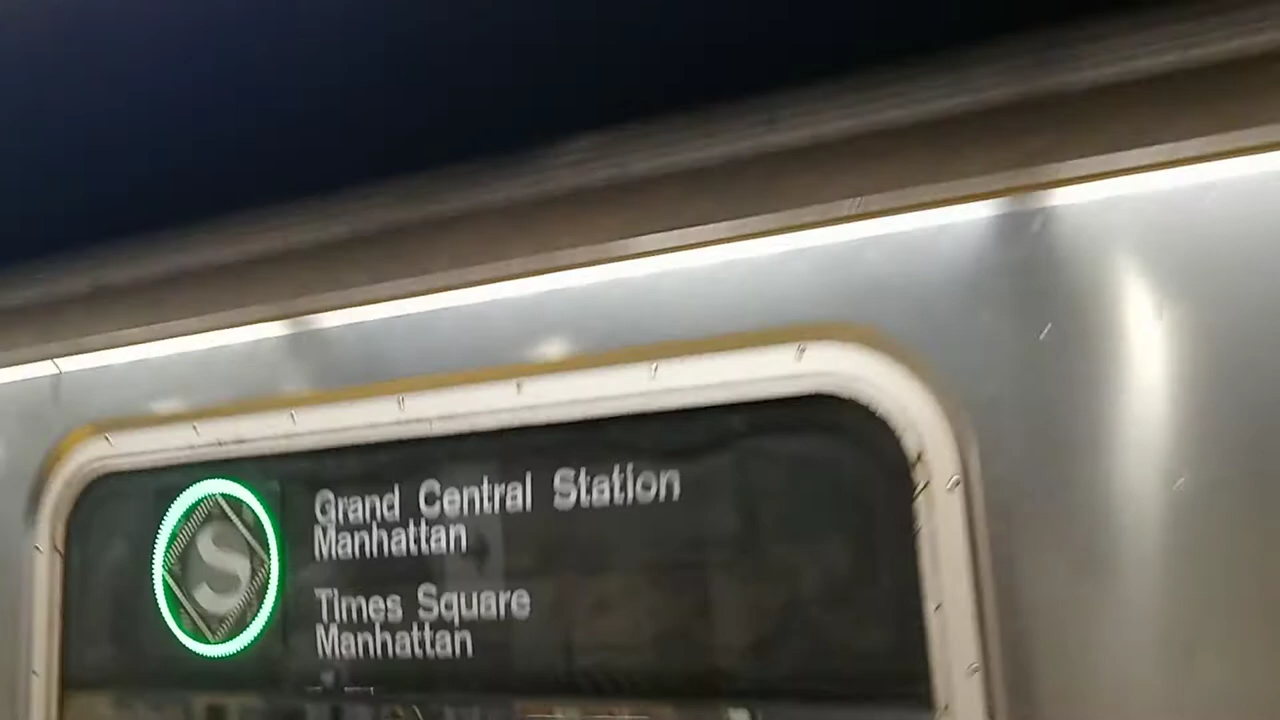 S
Grand Central Station
Manhattan
Times Square
Manhattan